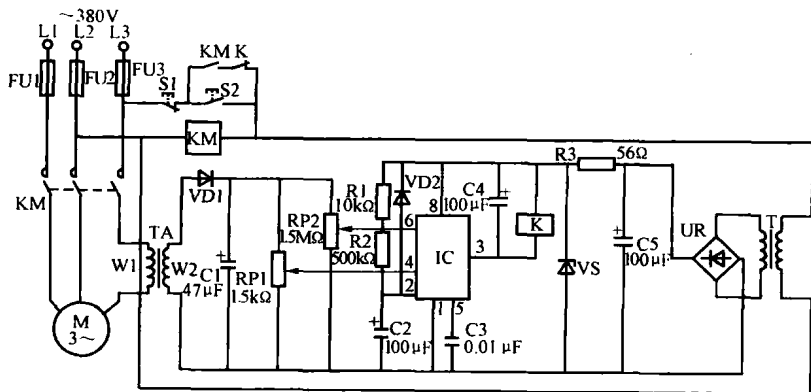 ~380V
L1 L2 L3
FU1 FU2 FU3
KM K
S1 S2
KM
KM
TA
W1 W2
VD1
C1
47μF
RP1
1.5kΩ
RP2
1.5MΩ
R1
10kΩ
R2
500kΩ
VD2
6 8
4
2
IC
3
1 5
C2
100μF
C3
0.01μF
C4
100μF
K
VS
R3 56Ω
C5
100μF
UR
T
M
3~